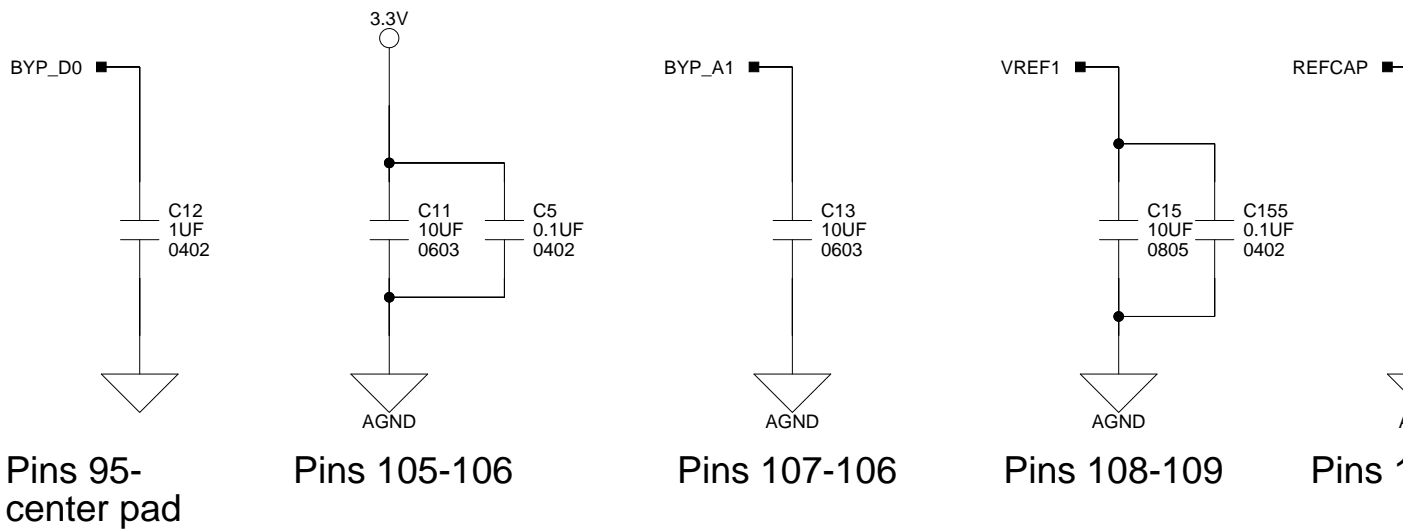 3.3V
BYP_D0
BYP_A1
VREF1
REFCAP
C12
1UF
0402
C11
10UF
0603
C5
0.1UF
0402
C13
10UF
0603
C15
10UF
0805
C155
0.1UF
0402
AGND
AGND
AGND
Pins 95-
center pad
Pins 105-106
Pins 107-106
Pins 108-109
Pins 1